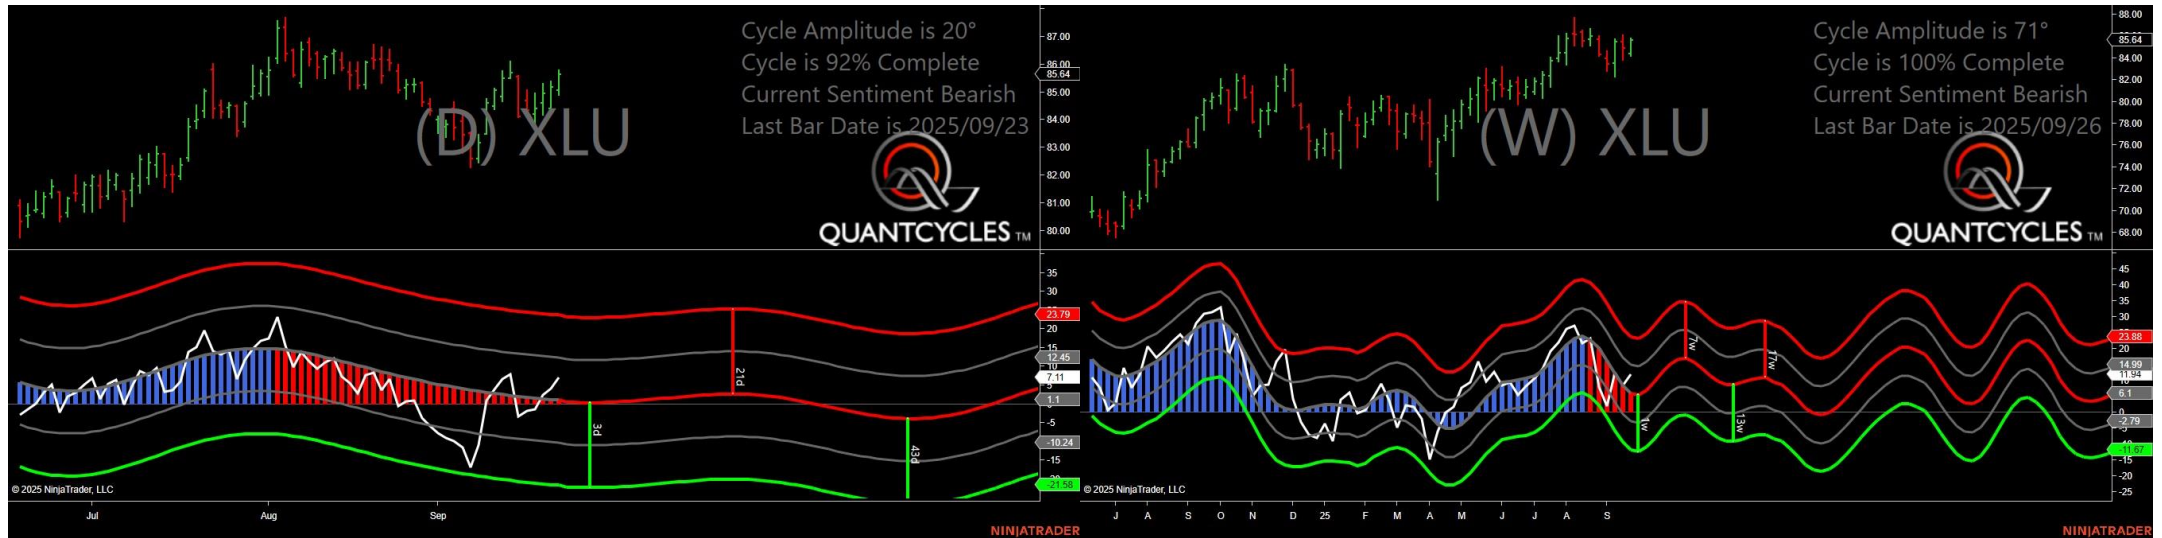 Cycle Amplitude is 20°
Cycle is 92% Complete
Current Sentiment Bearish
Last Bar Date is 2025/09/23
(D) XLU
QUANTCYCLES TM
87.00
86.00
85.64
85.00
84.00
83.00
82.00
81.00
80.00
35
30
23.79
20
15
12.45
7.11
5
1.1
-5
-10.24
-15
-21.58
21d
3d
43d
© 2025 NinjaTrader, LLC
Jul Aug Sep
NINJATRADER
Cycle Amplitude is 71°
Cycle is 100% Complete
Current Sentiment Bearish
Last Bar Date is 2025/09/26
(W) XLU
QUANTCYCLES TM
88.00
85.64
84.00
82.00
80.00
78.00
76.00
74.00
72.00
70.00
68.00
45
35
30
23.88
20
14.99
11.94
6.1
0
-2.79
-11.67
-15
-20
-25
7w
17w
1w
13w
© 2025 NinjaTrader, LLC
J A S O N D 25 F M A M J J A S
NINJATRADER